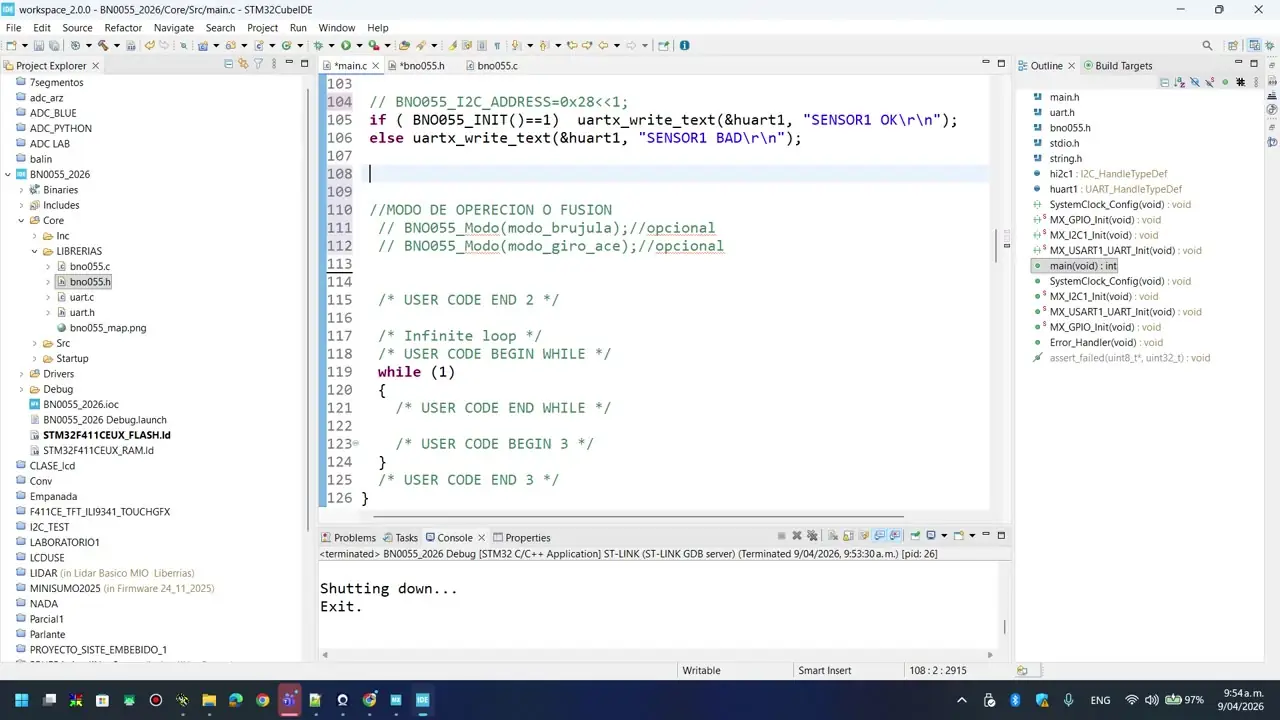 workspace_2.0.0 - BN0055_2026/Core/Src/main.c - STM32CubeIDE
File Edit Source Refactor Navigate Search Project Explorer Run Window Help
Project Explorer
7segmentos
adc_arz
ADC_BLUE
ADC_PYTHON
ADC LAB
balin
BN0055_2026
Binaries
Includes
Core
Inc
LIBRERIAS
bno055.c
bno055.h
uart.c
uart.h
bno055_map.png
Src
Startup
Drivers
Debug
BN0055_2026.ioc
BN0055_2026 Debug.launch
STM32F411CEUX_FLASH.ld
STM32F411CEUX_RAM.ld
CLASE_lcd
Conv
Empanada
F411CE_TFT_ILI9341_TOUCHGFX
I2C_TEST
LABORATORIO1
LCDUSE
LIDAR (in Lidar Basico MIO Liberrias)
MINISUMO2025 (in Firmware 24_11_2025)
NADA
Parcial1
Parlante
PROYECTO_SISTE_EMBEBIDO_1
*main.c *bno055.h bno055.c
103
104 // BNO055_I2C_ADDRESS=0x28<<1;
105 if ( BNO055_INIT()==1) uartx_write_text(&huart1, "SENSOR1 OK\r\n");
106 else uartx_write_text(&huart1, "SENSOR1 BAD\r\n");
107
108
109
110 //MODO DE OPERECION O FUSION
111 // BNO055_Modo(modo_brujula);//opcional
112 // BNO055_Modo(modo_giro_ace);//opcional
113
114
115 /* USER CODE END 2 */
116
117 /* Infinite loop */
118 /* USER CODE BEGIN WHILE */
119 while (1)
120 {
121 /* USER CODE END WHILE */
122
123 /* USER CODE BEGIN 3 */
124 }
125 /* USER CODE END 3 */
126 }
Problems Tasks Console Properties
<terminated> BN0055_2026 Debug [STM32 C/C++ Application] ST-LINK (ST-LINK GDB server) (Terminated 9/04/2026, 9:53:30 a. m.) [pid: 26]
Shutting down...
Exit.
Outline Build Targets
main.h
uart.h
bno055.h
stdio.h
string.h
hi2c1 : I2C_HandleTypeDef
huart1 : UART_HandleTypeDef
SystemClock_Config(void) : void
MX_GPIO_Init(void) : void
MX_I2C1_Init(void) : void
MX_USART1_UART_Init(void) : void
main(void) : int
SystemClock_Config(void) : void
MX_I2C1_Init(void) : void
MX_USART1_UART_Init(void) : void
MX_GPIO_Init(void) : void
Error_Handler(void) : void
assert_failed(uint8_t*, uint32_t) : void
Writable Smart Insert 108 : 2 : 2915
ENG 97% 9:54 a. m.
9/04/2026